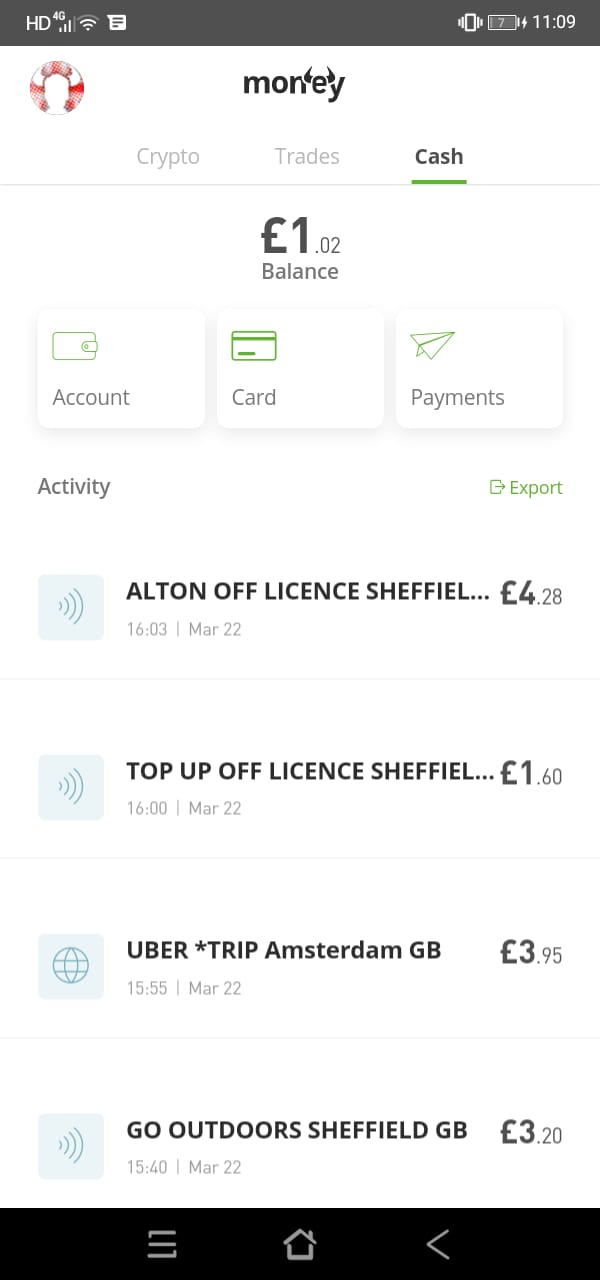 HD 4G 7 11:09
money
Crypto Trades Cash
£1.02
Balance
Account Card Payments
Activity Export
ALTON OFF LICENCE SHEFFIEL... £4.28
16:03 | Mar 22
TOP UP OFF LICENCE SHEFFIEL... £1.60
16:00 | Mar 22
UBER *TRIP Amsterdam GB £3.95
15:55 | Mar 22
GO OUTDOORS SHEFFIELD GB £3.20
15:40 | Mar 22